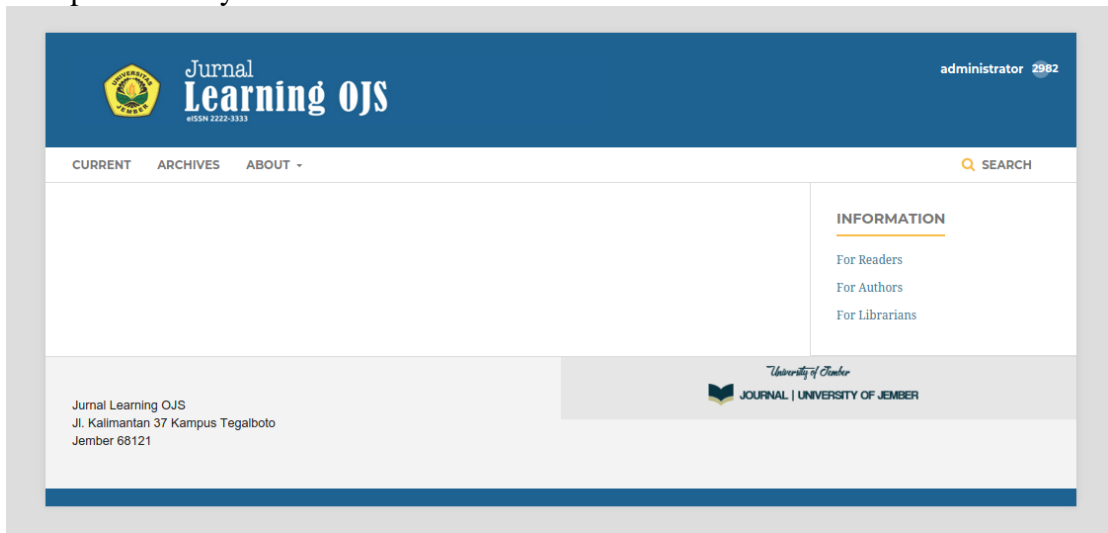 Jurnal
Learning OJS
eISSN 2222-3333
administrator 2982
CURRENT ARCHIVES ABOUT
SEARCH
INFORMATION
For Readers
For Authors
For Librarians
Jurnal Learning OJS
Jl. Kalimantan 37 Kampus Tegalboto
Jember 68121
University of Jember
JOURNAL | UNIVERSITY OF JEMBER